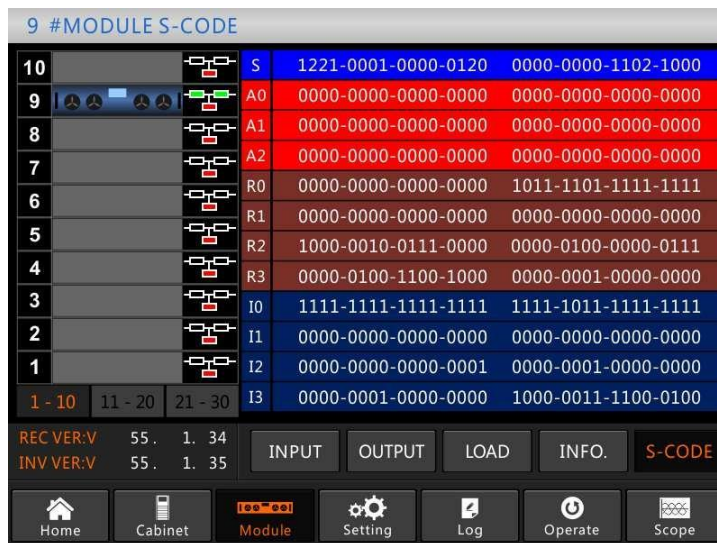 9 #MODULE S-CODE
10
9
8
7
6
5
4
3
2
1
1 - 10 11 - 20 21 - 30
S 1221-0001-0000-0120 0000-0000-1102-1000
A0 0000-0000-0000-0000 0000-0000-0000-0000
A1 0000-0000-0000-0000 0000-0000-0000-0000
A2 0000-0000-0000-0000 0000-0000-0000-0000
R0 0000-0000-0000-0000 1011-1101-1111-1111
R1 0000-0000-0000-0000 0000-0000-0000-0000
R2 1000-0010-0111-0000 0000-0100-0000-0111
R3 0000-0100-1100-1000 0000-0001-0000-0000
I0 1111-1111-1111-1111 1111-1011-1111-1111
I1 0000-0000-0000-0000 0000-0000-0000-0000
I2 0000-0000-0000-0001 0000-0001-0000-0000
I3 0000-0001-0000-0000 1000-0011-1100-0100
REC VER:V 55. 1. 34
INV VER:V 55. 1. 35
INPUT OUTPUT LOAD INFO. S-CODE
Home Cabinet Module Setting Log Operate Scope